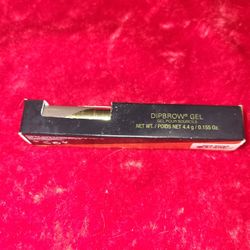 DIPBROW® GEL
GEL POUR SOURCILS
NET WT. / POIDS NET 4.4 g / 0.155 Oz.